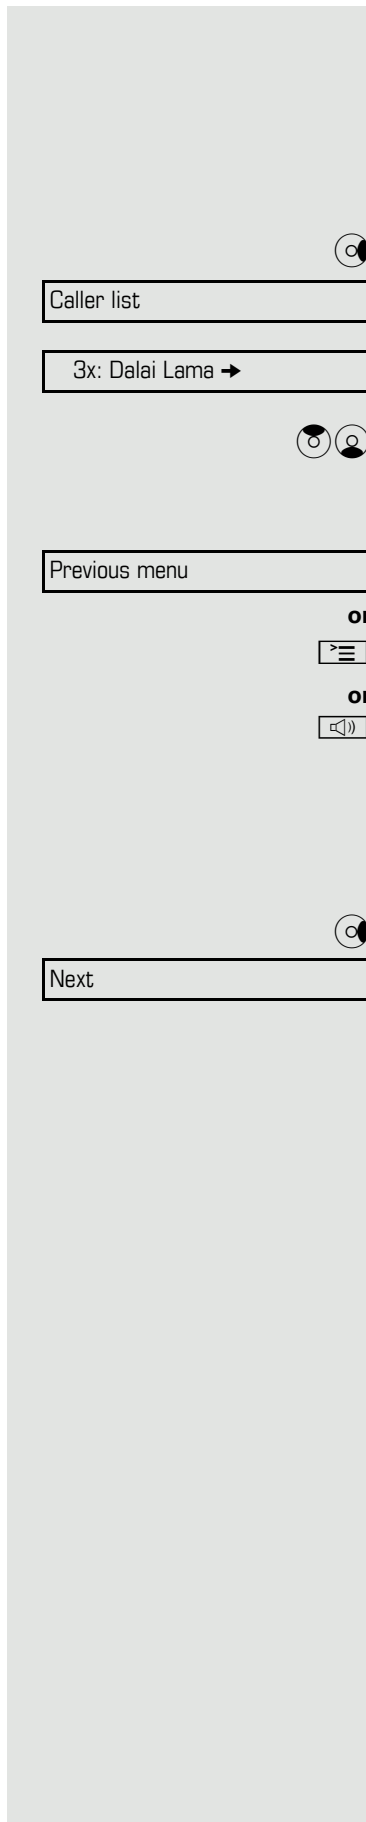 Caller list
3x: Dalai Lama →
Previous menu
or
or
Next